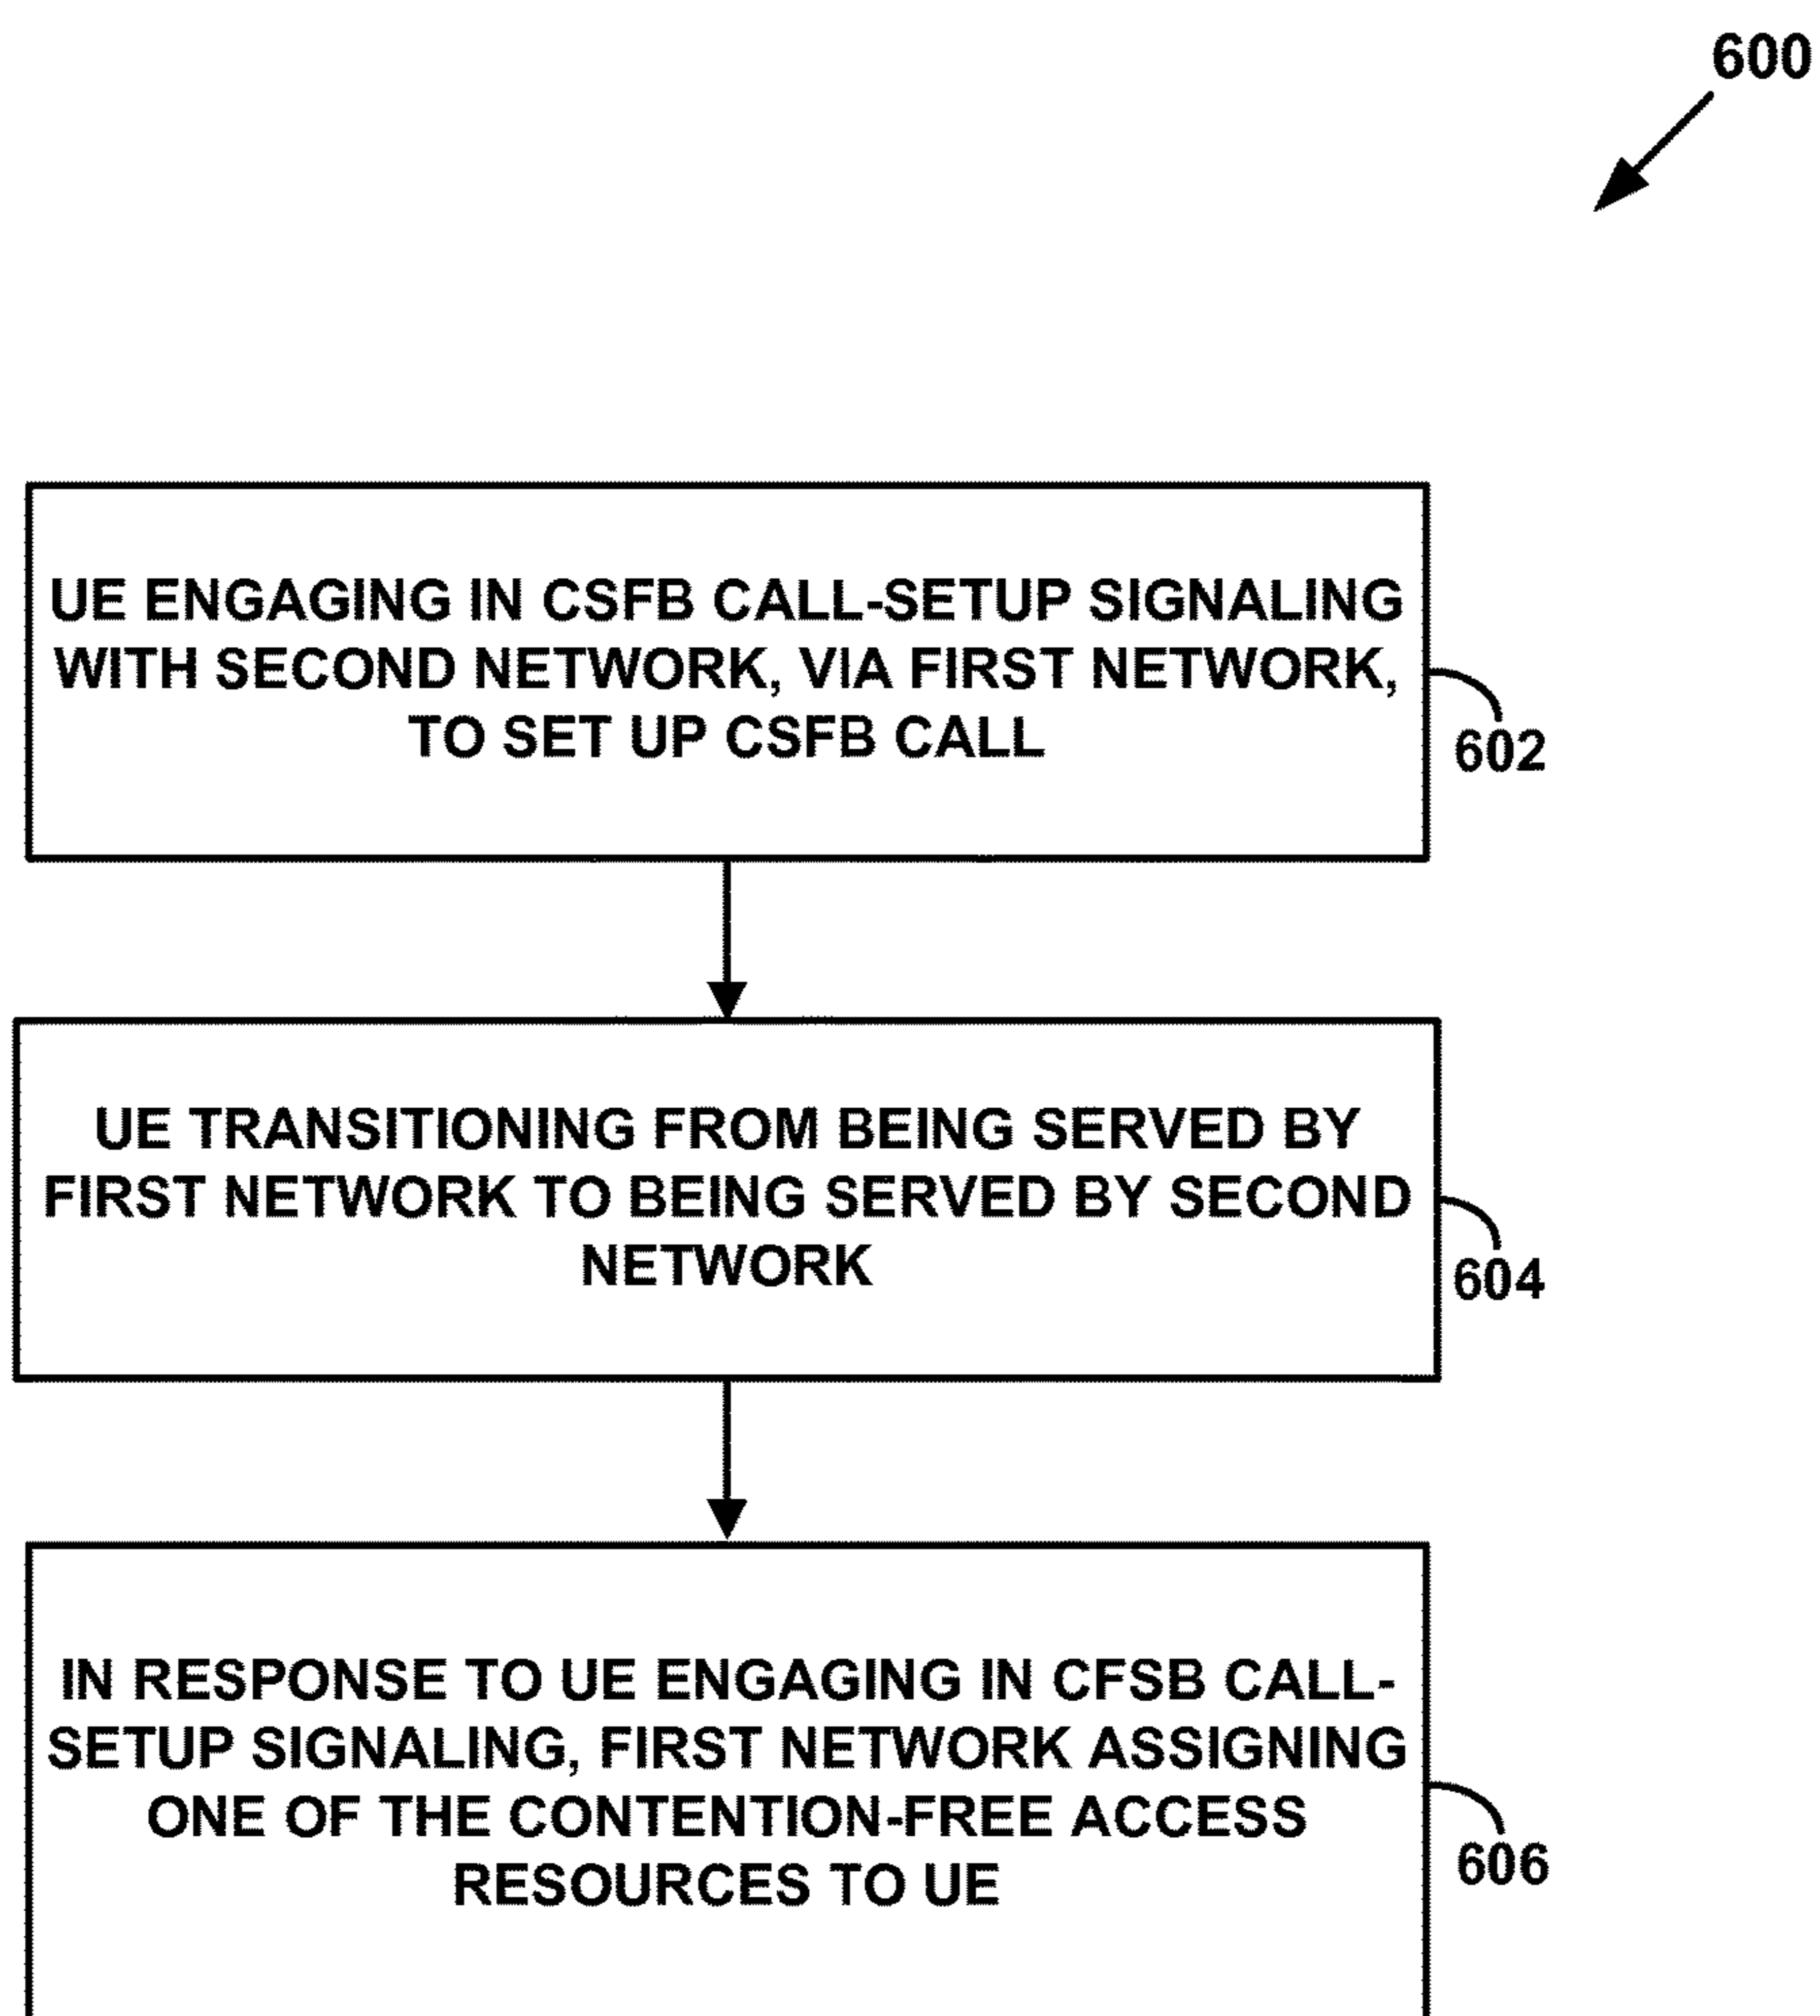 600
UE ENGAGING IN CSFB CALL-SETUP SIGNALING
WITH SECOND NETWORK, VIA FIRST NETWORK,
TO SET UP CSFB CALL
602
UE TRANSITIONING FROM BEING SERVED BY
FIRST NETWORK TO BEING SERVED BY SECOND
NETWORK
604
IN RESPONSE TO UE ENGAGING IN CFSB CALL-
SETUP SIGNALING, FIRST NETWORK ASSIGNING
ONE OF THE CONTENTION-FREE ACCESS
RESOURCES TO UE
606